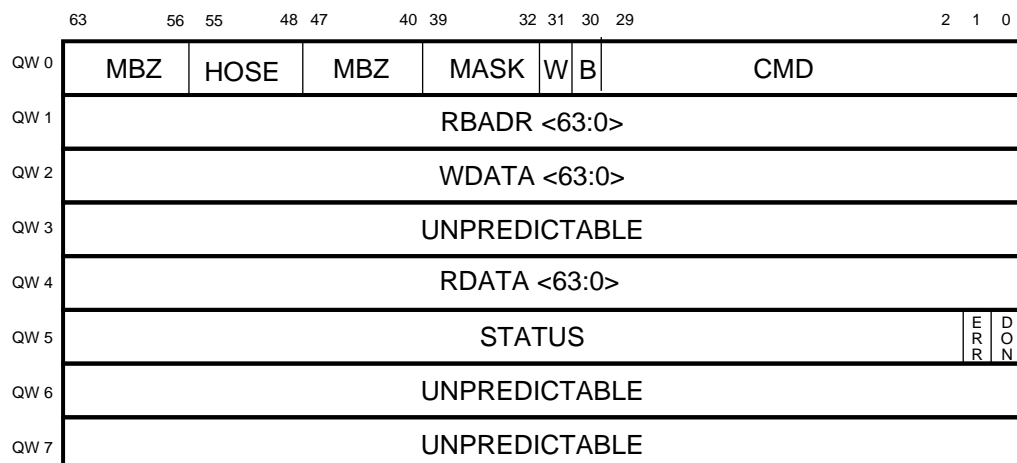 63 56 55 48 47 40 39 32 31 30 29 2 1 0
QW 0 MBZ HOSE MBZ MASK W B CMD
QW 1 RBADR <63:0>
QW 2 WDATA <63:0>
QW 3 UNPREDICTABLE
QW 4 RDATA <63:0>
QW 5 STATUS ERR DON
QW 6 UNPREDICTABLE
QW 7 UNPREDICTABLE